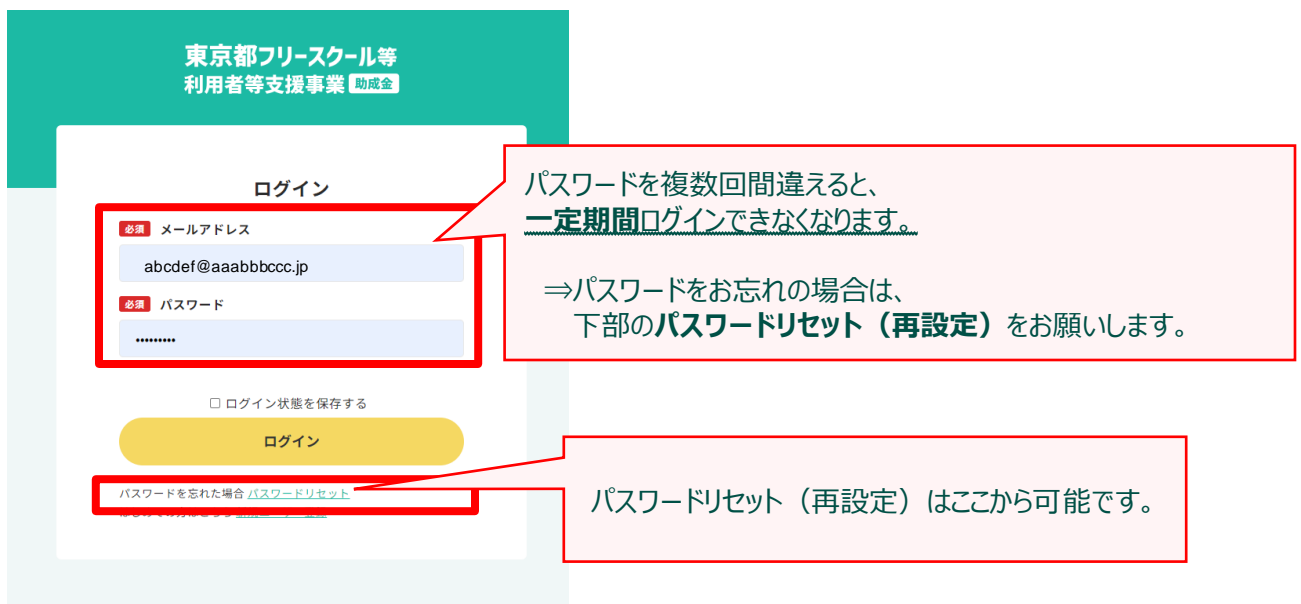 東京都フリースクール等
利用者等支援事業 助成金
ログイン
必須 メールアドレス
abcdef@aaabbbccc.jp
必須 パスワード
•••••••••
ログイン状態を保存する
ログイン
パスワードを忘れた場合 パスワードリセット
パスワードを複数回間違えると、
一定期間ログインできなくなります。
⇒パスワードをお忘れの場合は、
下部のパスワードリセット（再設定）をお願いします。
パスワードリセット（再設定）はここから可能です。